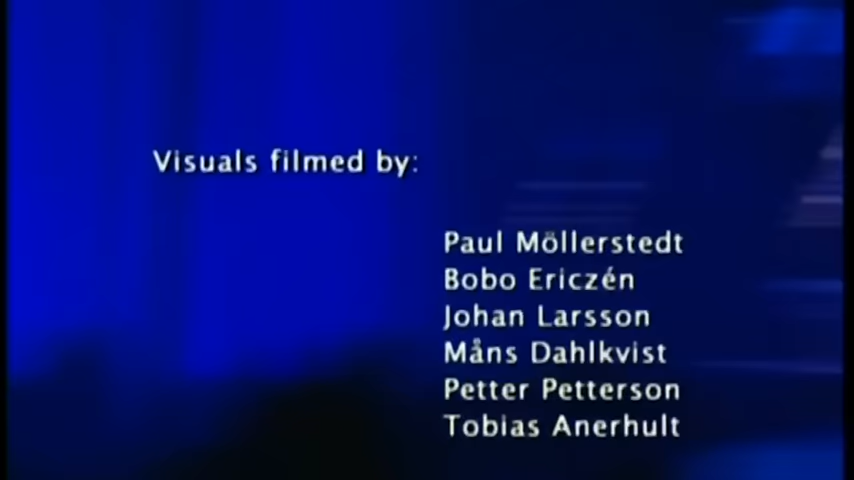 Visuals filmed by:
Paul Möllerstedt
Bobo Ericzén
Johan Larsson
Måns Dahlkvist
Petter Petterson
Tobias Anerhult